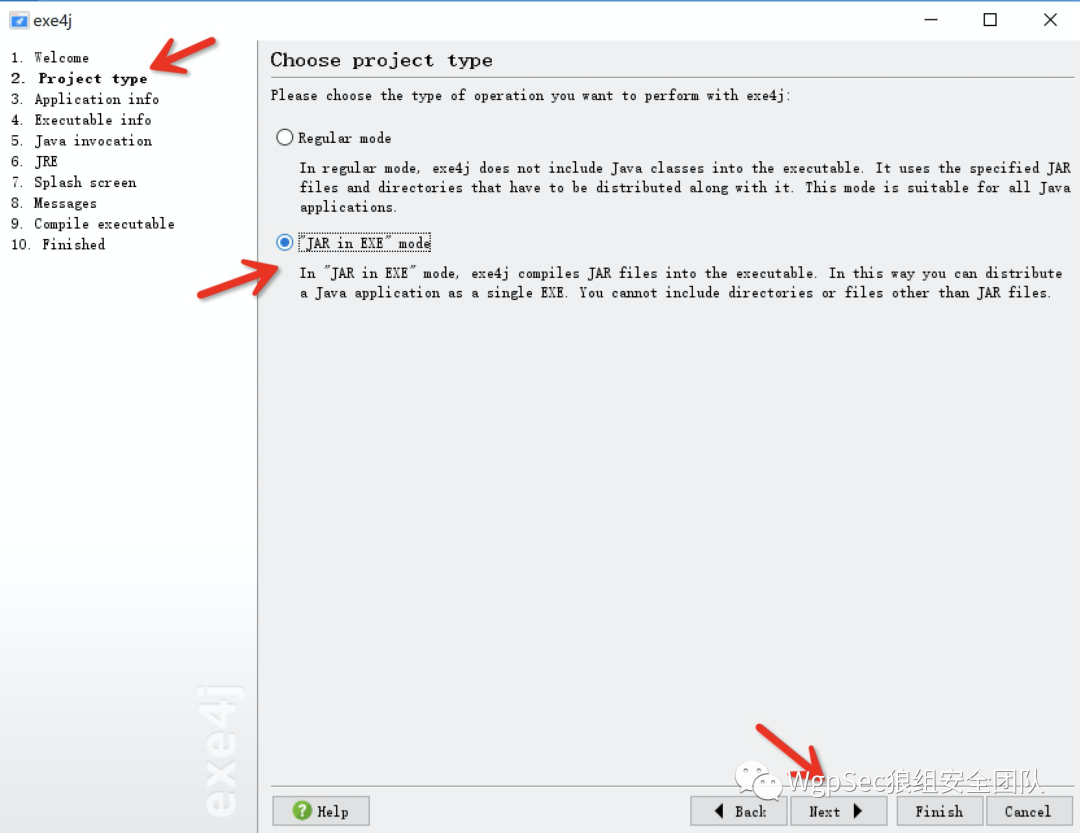 exe4j
1. Welcome
2. Project type
3. Application info
4. Executable info
5. Java invocation
6. JRE
7. Splash screen
8. Messages
9. Compile executable
10. Finished
exe4j
Choose project type
Please choose the type of operation you want to perform with exe4j:
Regular mode
In regular mode, exe4j does not include Java classes into the executable. It uses the specified JAR
files and directories that have to be distributed along with it. This mode is suitable for all Java
applications.
"JAR in EXE" mode
In "JAR in EXE" mode, exe4j compiles JAR files into the executable. In this way you can distribute
a Java application as a single EXE. You cannot include directories or files other than JAR files.
WgpSec狼组安全团队
Help
Back
Next
Finish
Cancel